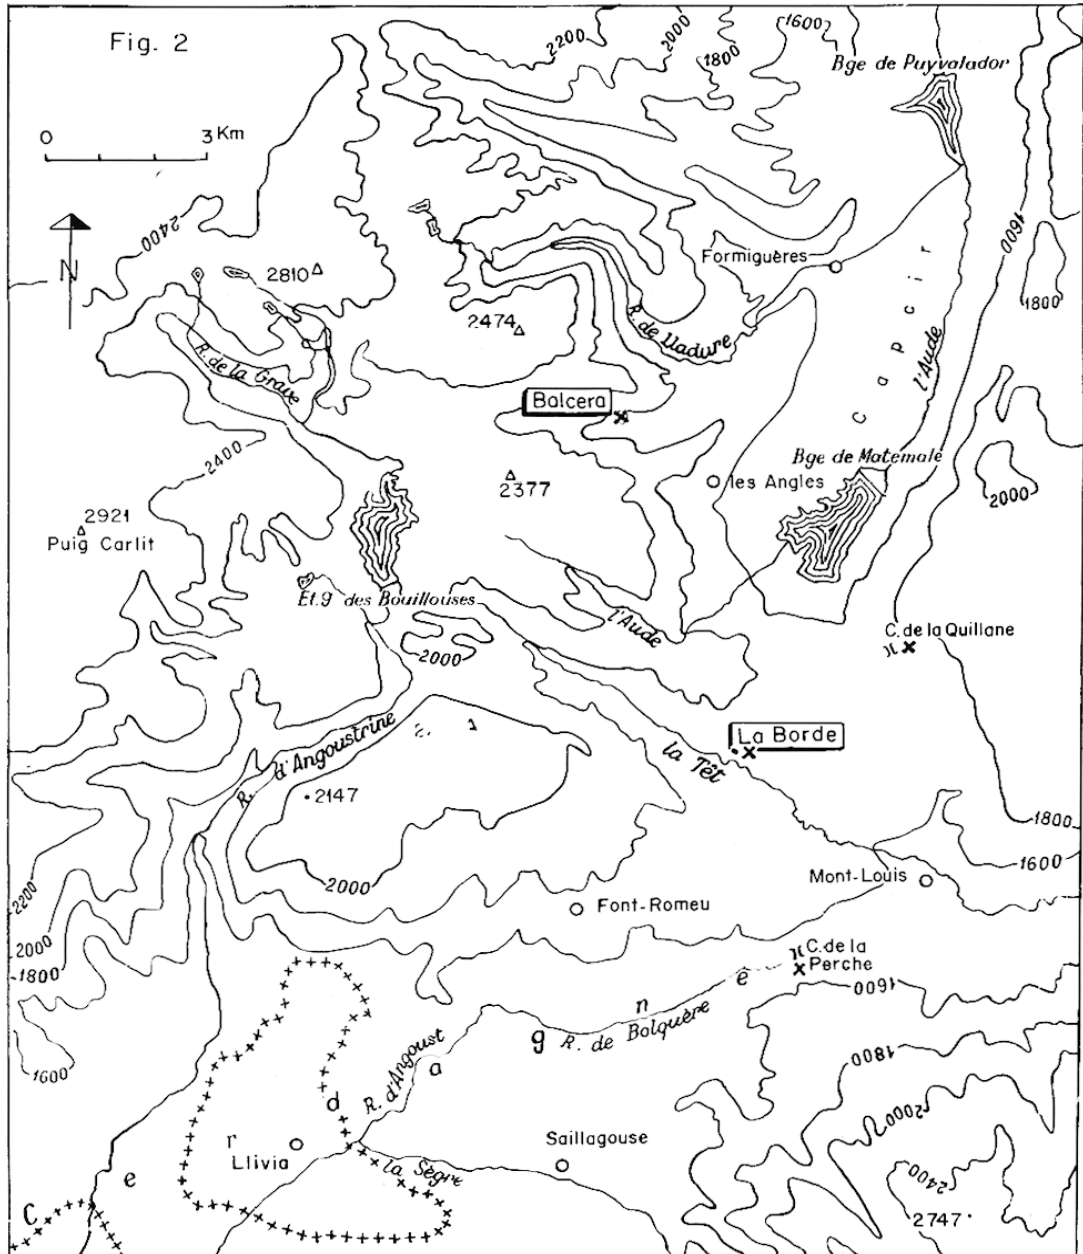 Fig. 2
2200
2000
1800
1600
Bge de Puyvalador
0
3 Km
N
2400
2810
2474
R. de lladure
Formiguères
1600
1800
Capcir
l'Aude
R. de la Grave
Balcera
2400
2377
les Angles
Bge de Matemale
2000
2921
Puig Carlit
Et.g des Bouillouses
2000
l'Aude
C. de la Quillane
La Borde
la Têt
R. d'Angoustrine
2147
2000
1800
1600
Mont-Louis
Font-Romeu
2200
2000
1800
1600
C. de la
Perche
1600
R. de Bolquère
R. d'Angoust
1800
2000
2400
2747
Saillagouse
la Sègre
Llivia
Cerdagne